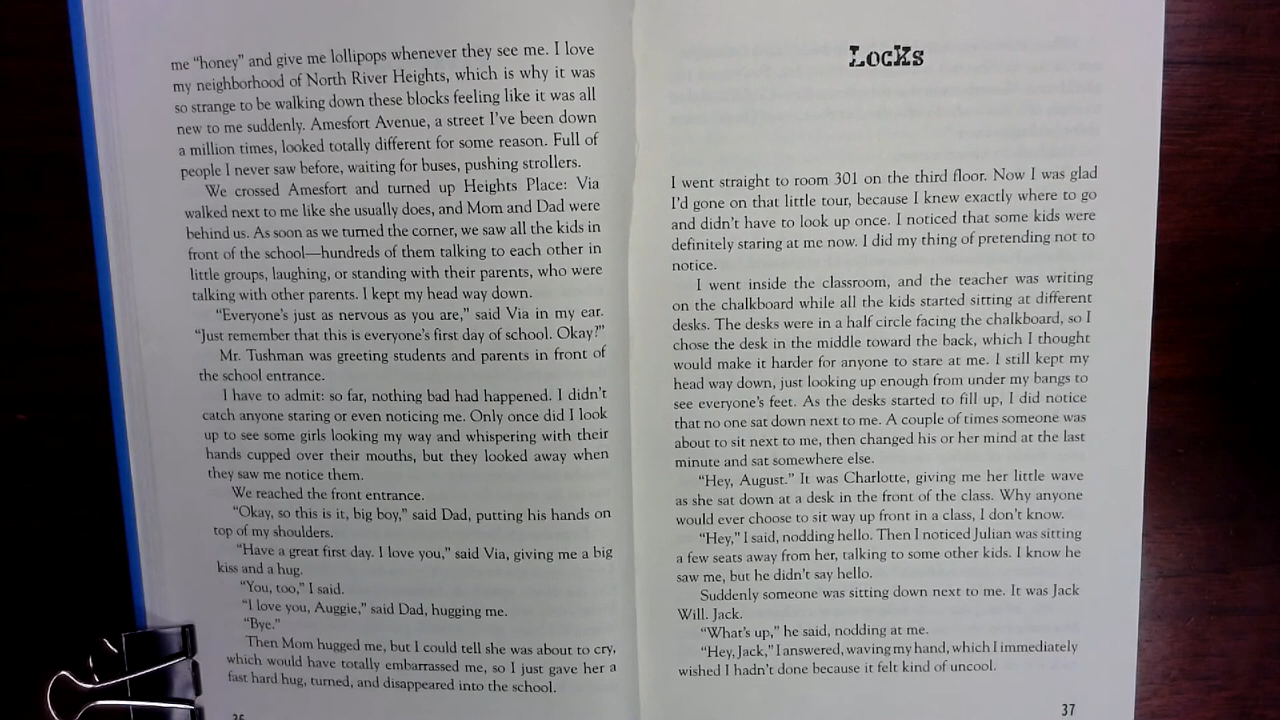 me “honey” and give me lollipops whenever they see me. I love
my neighborhood of North River Heights, which is why it was
so strange to be walking down these blocks feeling like it was all
new to me suddenly. Amesfort Avenue, a street I’ve been down
a million times, looked totally different for some reason. Full of
people I never saw before, waiting for buses, pushing strollers.
We crossed Amesfort and turned up Heights Place: Via
walked next to me like she usually does, and Mom and Dad were
behind us. As soon as we turned the corner, we saw all the kids in
front of the school—hundreds of them talking to each other in
little groups, laughing, or standing with their parents, who were
talking with other parents. I kept my head way down.
“Everyone’s just as nervous as you are,” said Via in my ear.
“Just remember that this is everyone’s first day of school. Okay?”
Mr. Tushman was greeting students and parents in front of
the school entrance.
I have to admit: so far, nothing bad had happened. I didn’t
catch anyone staring or even noticing me. Only once did I look
up to see some girls looking my way and whispering with their
hands cupped over their mouths, but they looked away when
they saw me notice them.
We reached the front entrance.
“Okay, so this is it, big boy,” said Dad, putting his hands on
top of my shoulders.
“Have a great first day. I love you,” said Via, giving me a big
kiss and a hug.
“You, too,” I said.
“I love you, Auggie,” said Dad, hugging me.
“Bye.”
Then Mom hugged me, but I could tell she was about to cry,
which would have totally embarrassed me, so I just gave her a
fast hard hug, turned, and disappeared into the school.
36
Locks
I went straight to room 301 on the third floor. Now I was glad
I’d gone on that little tour, because I knew exactly where to go
and didn’t have to look up once. I noticed that some kids were
definitely staring at me now. I did my thing of pretending not to
notice.
I went inside the classroom, and the teacher was writing
on the chalkboard while all the kids started sitting at different
desks. The desks were in a half circle facing the chalkboard, so I
chose the desk in the middle toward the back, which I thought
would make it harder for anyone to stare at me. I still kept my
head way down, just looking up enough from under my bangs to
see everyone’s feet. As the desks started to fill up, I did notice
that no one sat down next to me. A couple of times someone was
about to sit next to me, then changed his or her mind at the last
minute and sat somewhere else.
“Hey, August.” It was Charlotte, giving me her little wave
as she sat down at a desk in the front of the class. Why anyone
would ever choose to sit way up front in a class, I don’t know.
“Hey,” I said, nodding hello. Then I noticed Julian was sitting
a few seats away from her, talking to some other kids. I know he
saw me, but he didn’t say hello.
Suddenly someone was sitting down next to me. It was Jack
Will. Jack.
“What’s up,” he said, nodding at me.
“Hey, Jack,” I answered, waving my hand, which I immediately
wished I hadn’t done because it felt kind of uncool.
37